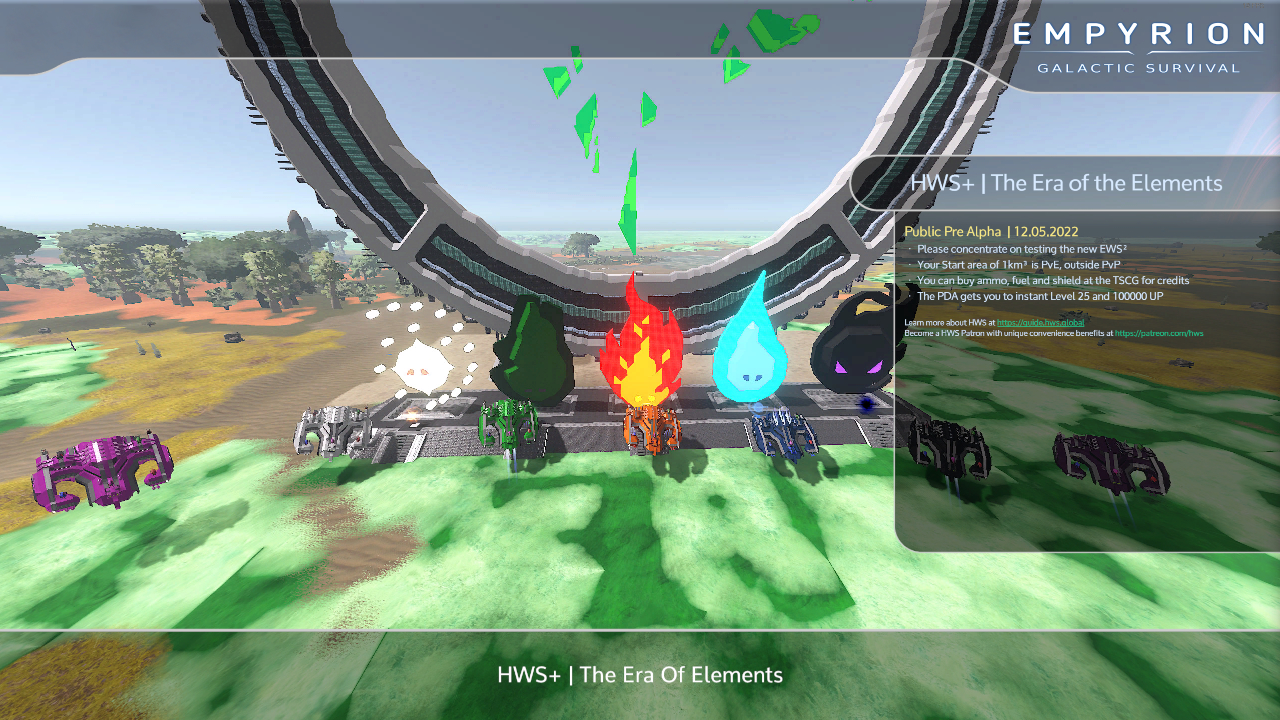 EMPYRION
GALACTIC SURVIVAL
HWS+ | The Era of the Elements
Public Pre Alpha | 12.05.2022
Please concentrate on testing the new EWS²
Your Start area of 1km³ is PvE, outside PvP
You can buy ammo, fuel and shield at the TSCG for credits
The PDA gets you to instant Level 25 and 100000 UP
Learn more about HWS at https://guide.hws.global
Become a HWS Patron with unique convenience benefits at https://patreon.com/hws
HWS+ | The Era Of Elements